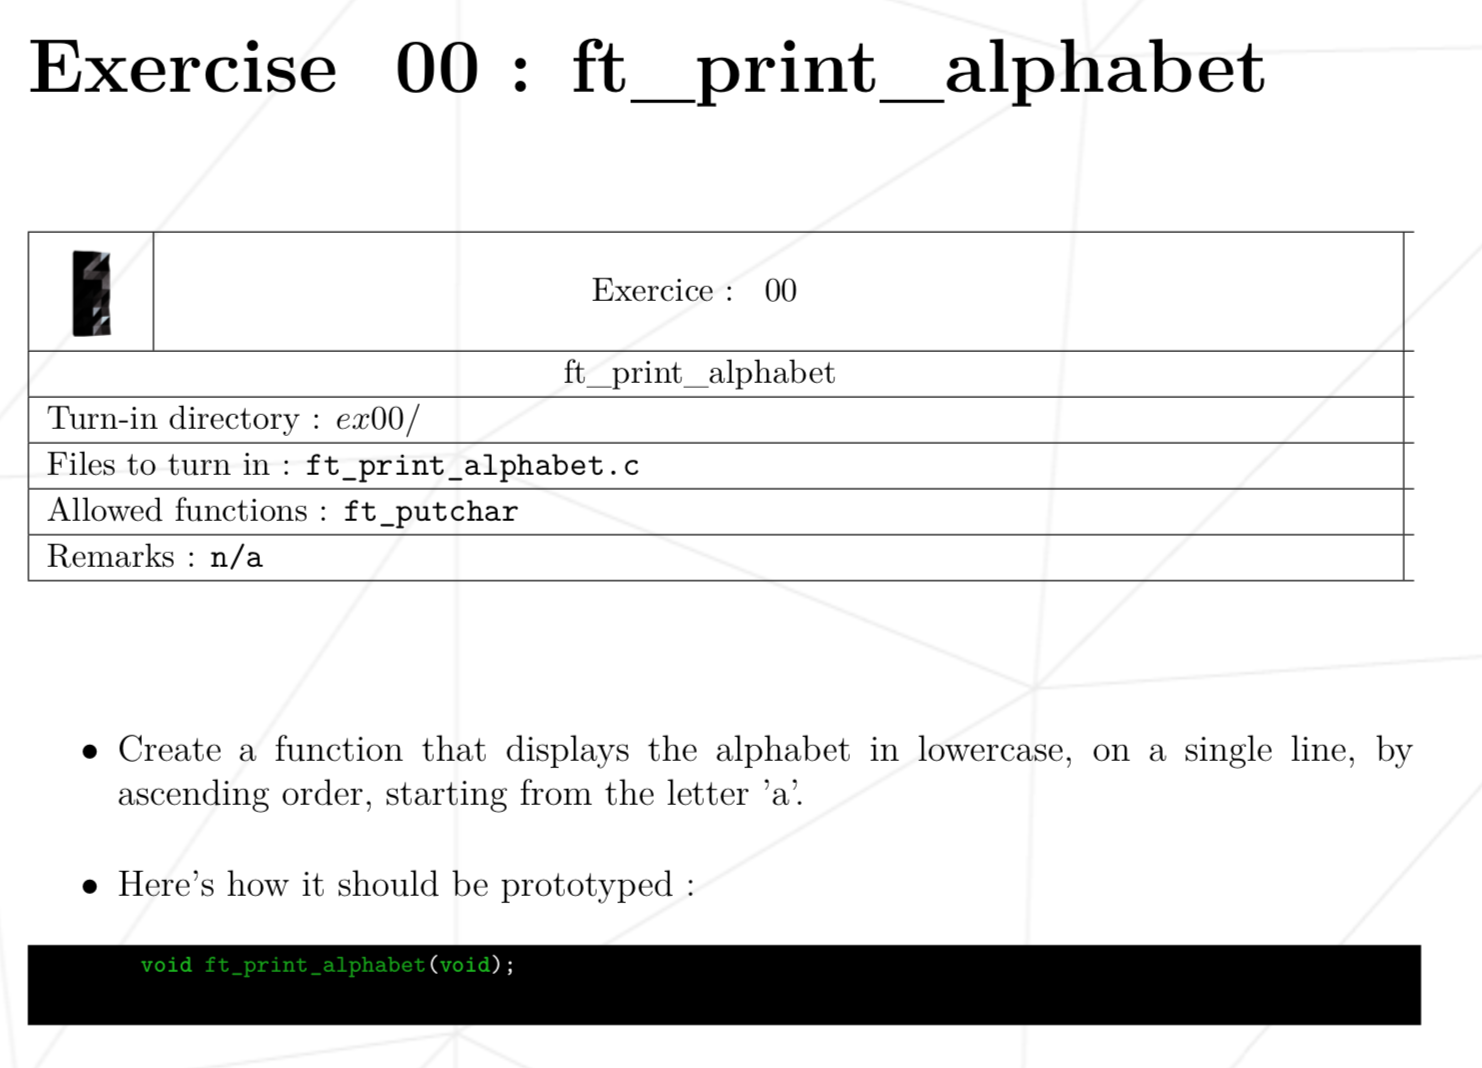 Exercise 00 : ft_print_alphabet
Exercice : 00
ft_print_alphabet
Turn-in directory : ex00/
Files to turn in : ft_print_alphabet.c
Allowed functions : ft_putchar
Remarks : n/a
• Create a function that displays the alphabet in lowercase, on a single line, by
ascending order, starting from the letter ’a’.
• Here’s how it should be prototyped :
void ft_print_alphabet(void);